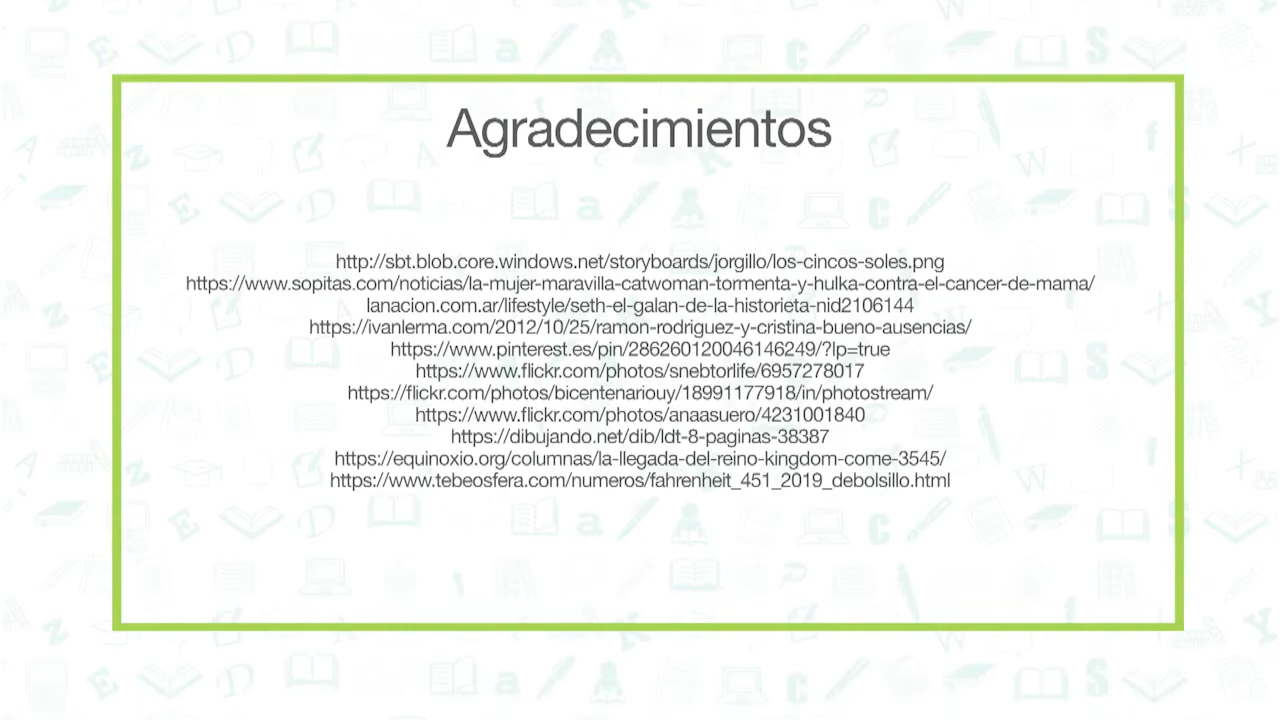 Agradecimientos
http://sbt.blob.core.windows.net/storyboards/jorgillo/los-cincos-soles.png
https://www.sopitas.com/noticias/la-mujer-maravilla-catwoman-tormenta-y-hulka-contra-el-cancer-de-mama/
lanacion.com.ar/lifestyle/seth-el-galan-de-la-historieta-nid2106144
https://ivanlerma.com/2012/10/25/ramon-rodriguez-y-cristina-bueno-ausencias/
https://www.pinterest.es/pin/286260120046146249/?lp=true
https://www.flickr.com/photos/snebtorlife/6957278017
https://flickr.com/photos/bicentenariouy/18991177918/in/photostream/
https://www.flickr.com/photos/anaasuero/4231001840
https://dibujando.net/dib/ldt-8-paginas-38387
https://equinoxio.org/columnas/la-llegada-del-reino-kingdom-come-3545/
https://www.tebeosfera.com/numeros/fahrenheit_451_2019_debolsillo.html